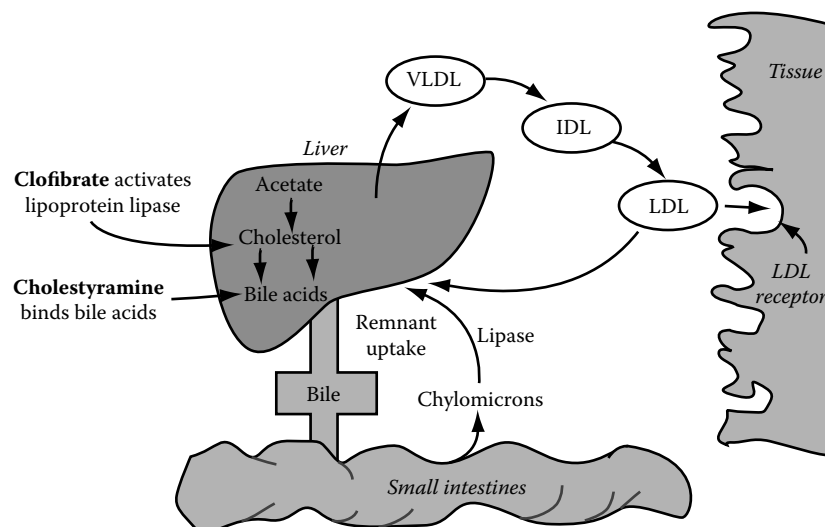 Tissue
VLDL
IDL
Liver
Clofibrate activates
lipoprotein lipase
Acetate
LDL
Cholesterol
LDL
receptor
Cholestyramine
binds bile acids
Bile acids
Remnant
uptake
Lipase
Bile
Chylomicrons
Small intestines